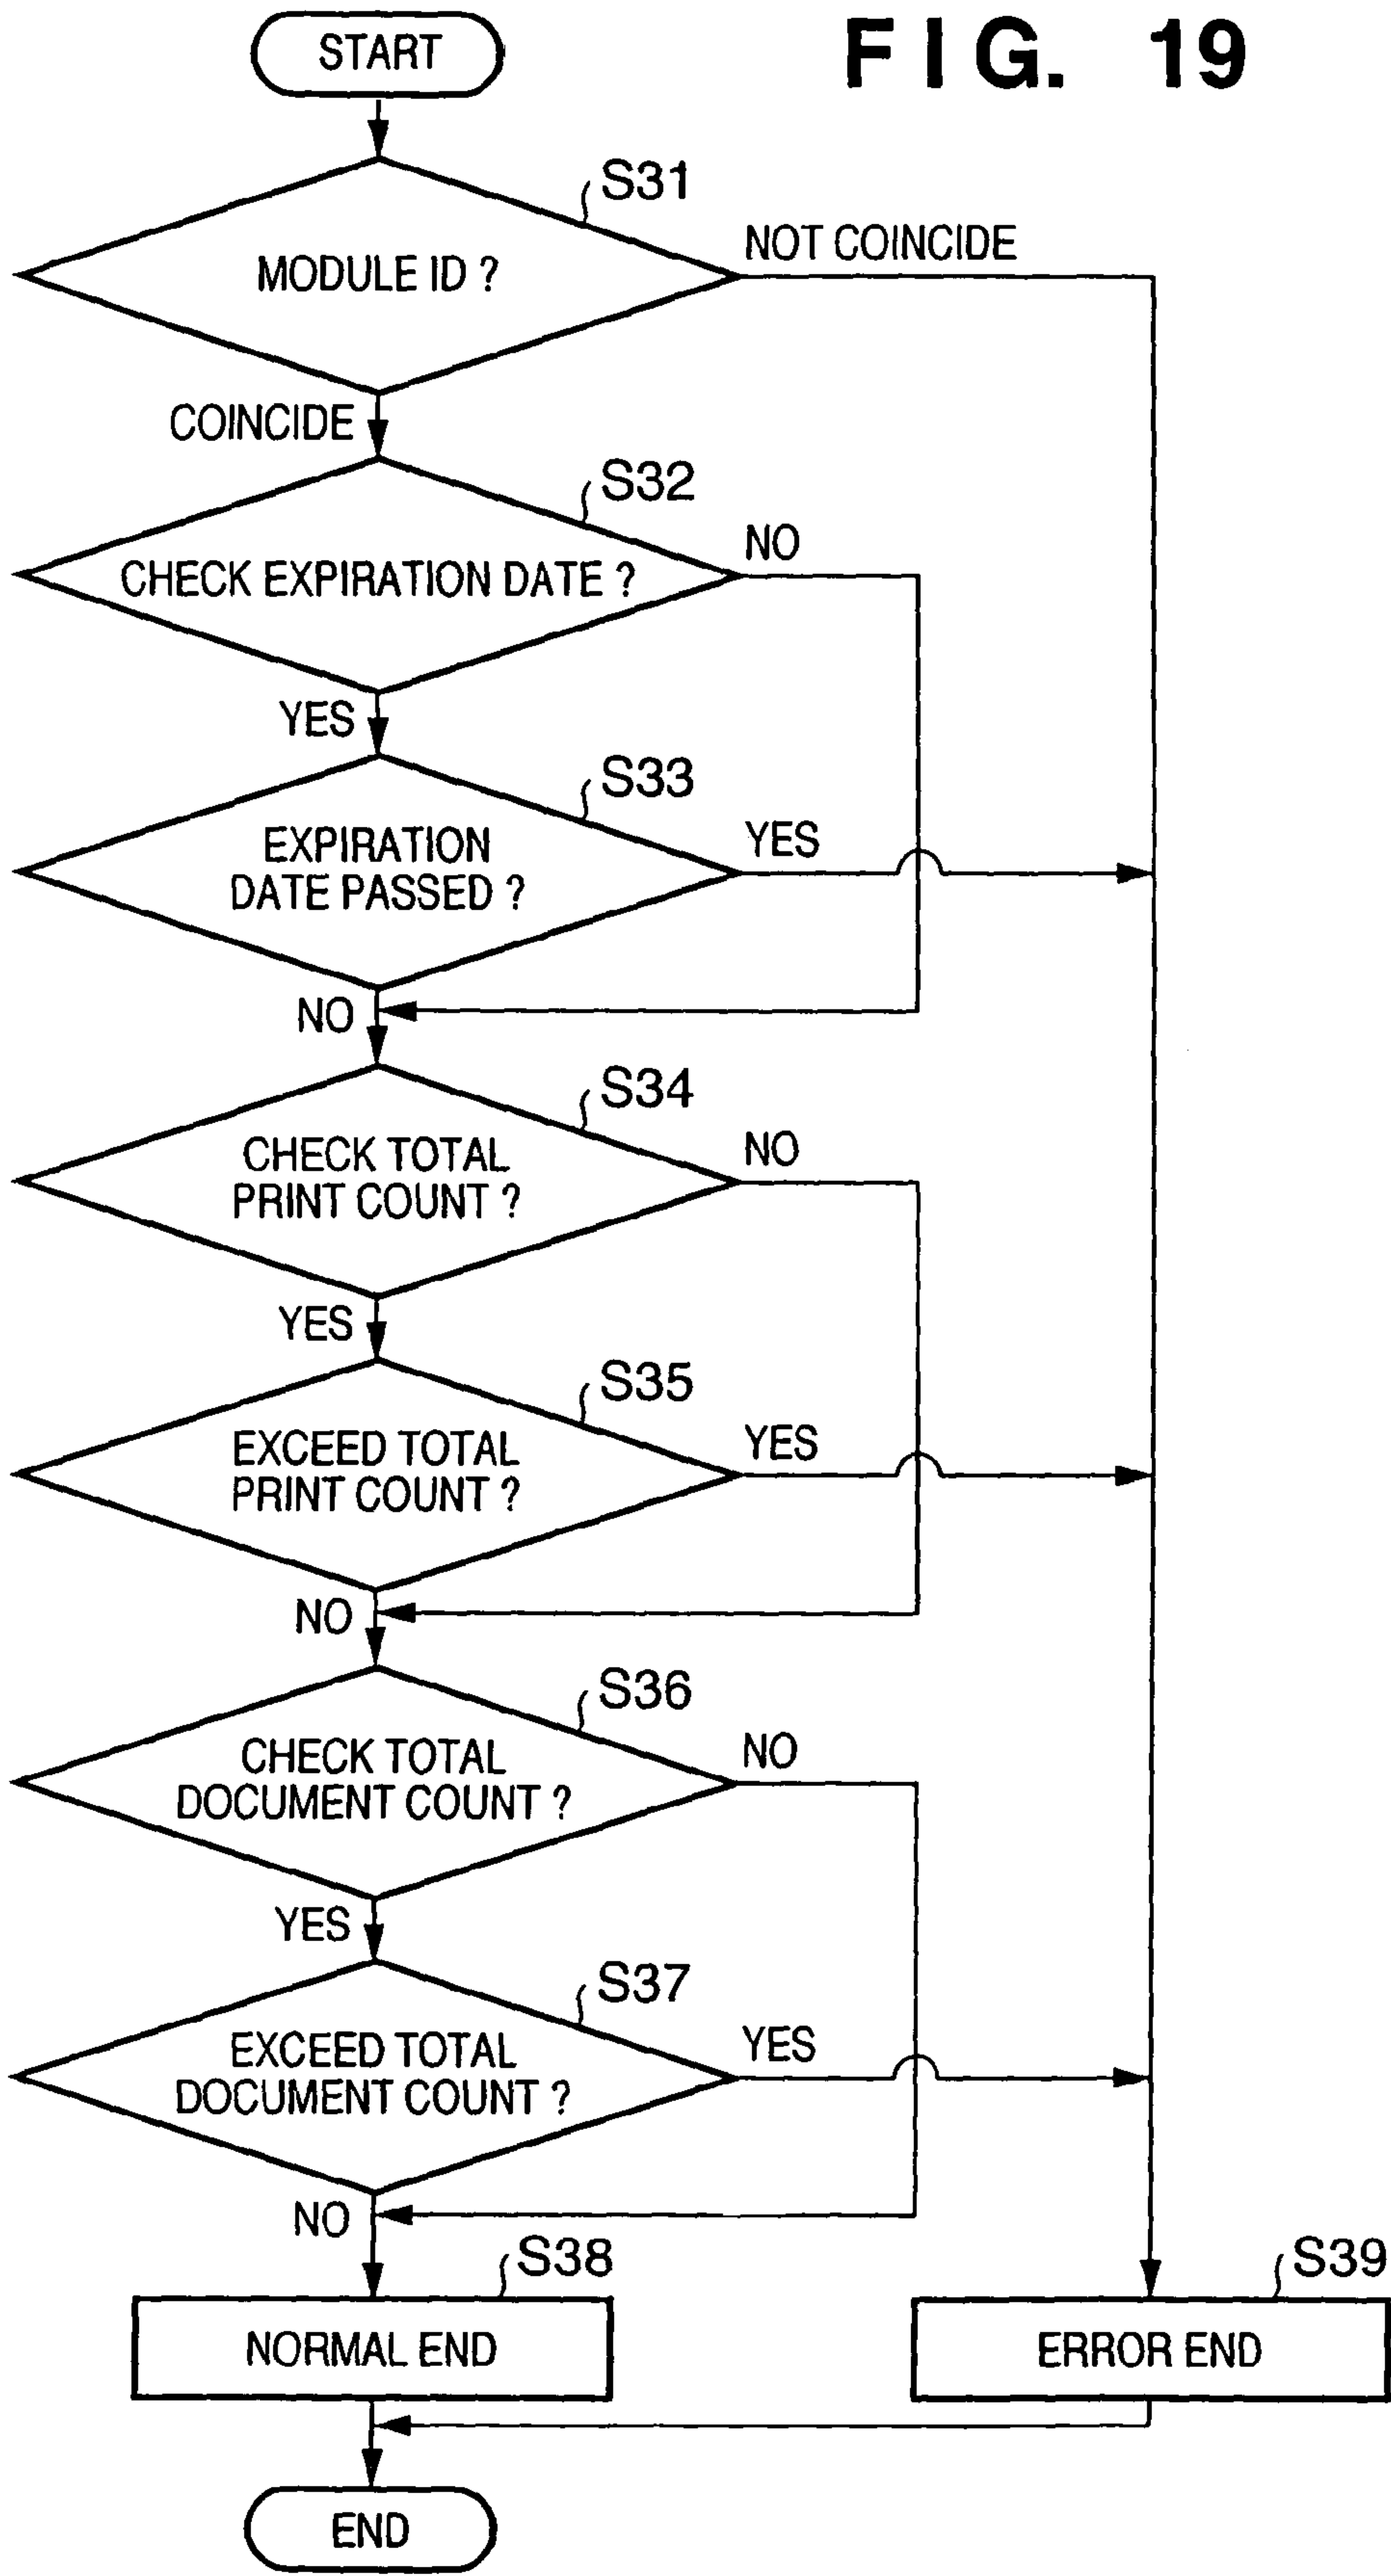 FIG. 19
START
S31
MODULE ID ?
NOT COINCIDE
COINCIDE
S32
CHECK EXPIRATION DATE ?
NO
YES
S33
EXPIRATION
DATE PASSED ?
YES
NO
S34
CHECK TOTAL
PRINT COUNT ?
NO
YES
S35
EXCEED TOTAL
PRINT COUNT ?
YES
NO
S36
CHECK TOTAL
DOCUMENT COUNT ?
NO
YES
S37
EXCEED TOTAL
DOCUMENT COUNT ?
YES
NO
S38
NORMAL END
S39
ERROR END
END